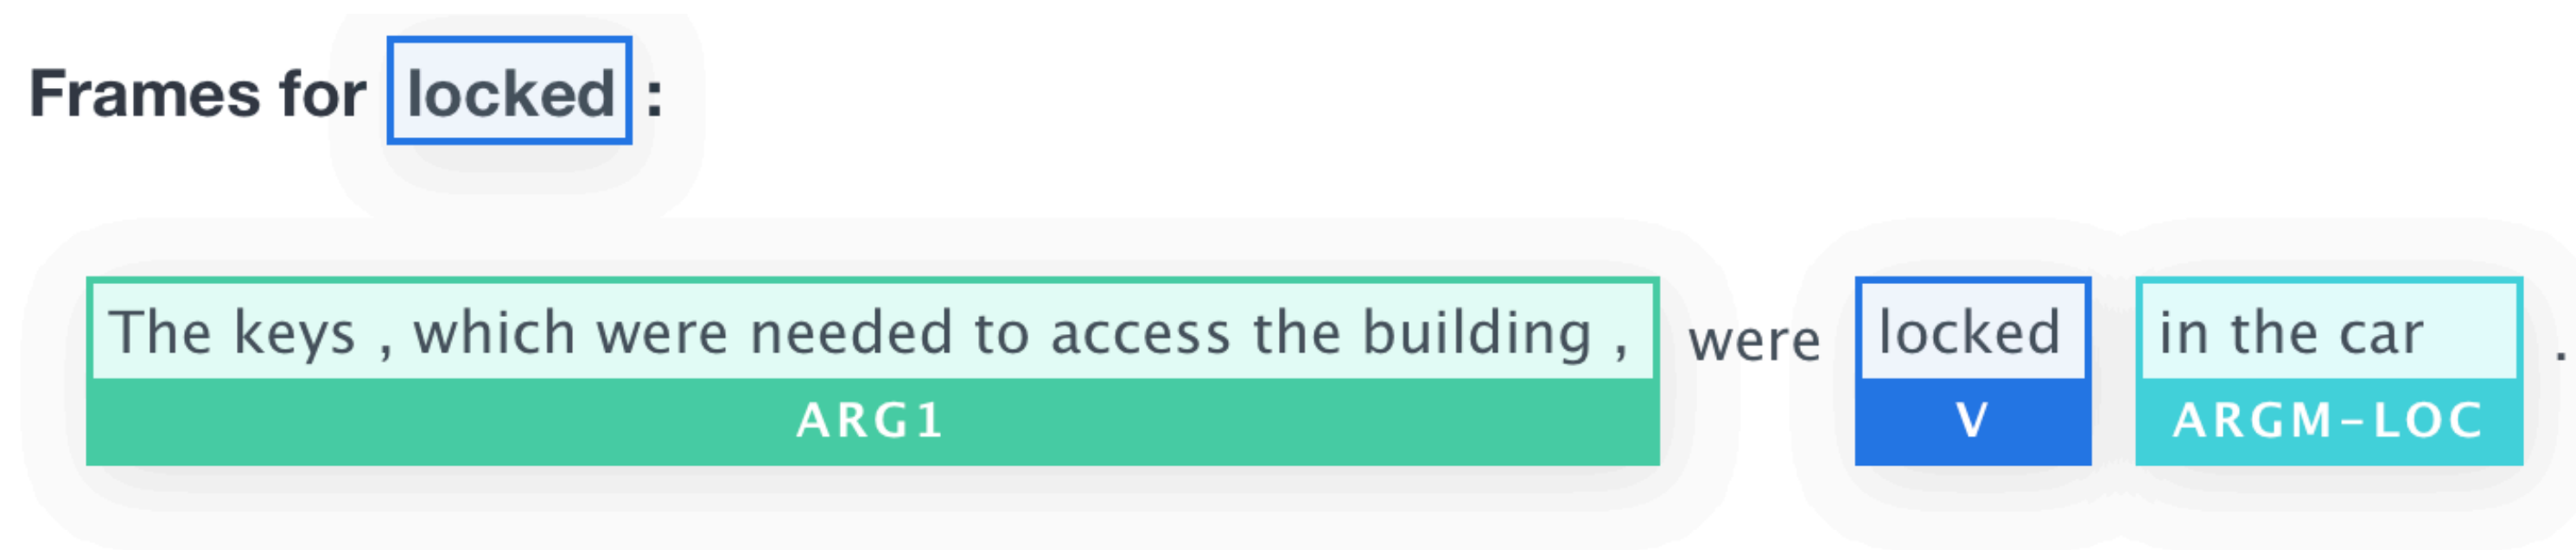 Frames for locked :
The keys , which were needed to access the building , were locked in the car .
ARG1 V ARGM-LOC